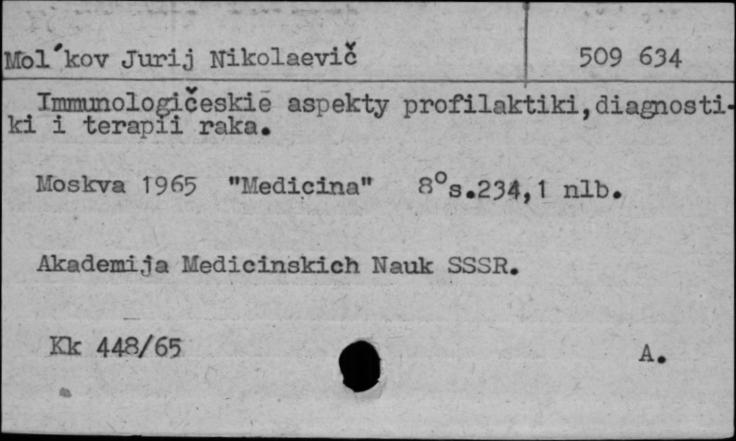 Mol´kov Jurij Nikolaevič 509 634
Immunologičeskie aspekty profilaktiki, diagnosti-
ki i terapii raka.
Moskva 1965 "Medicina" 8°s.234,1 nlb.
Akademija Medicinskich Nauk SSSR.
Kk 448/65 A.